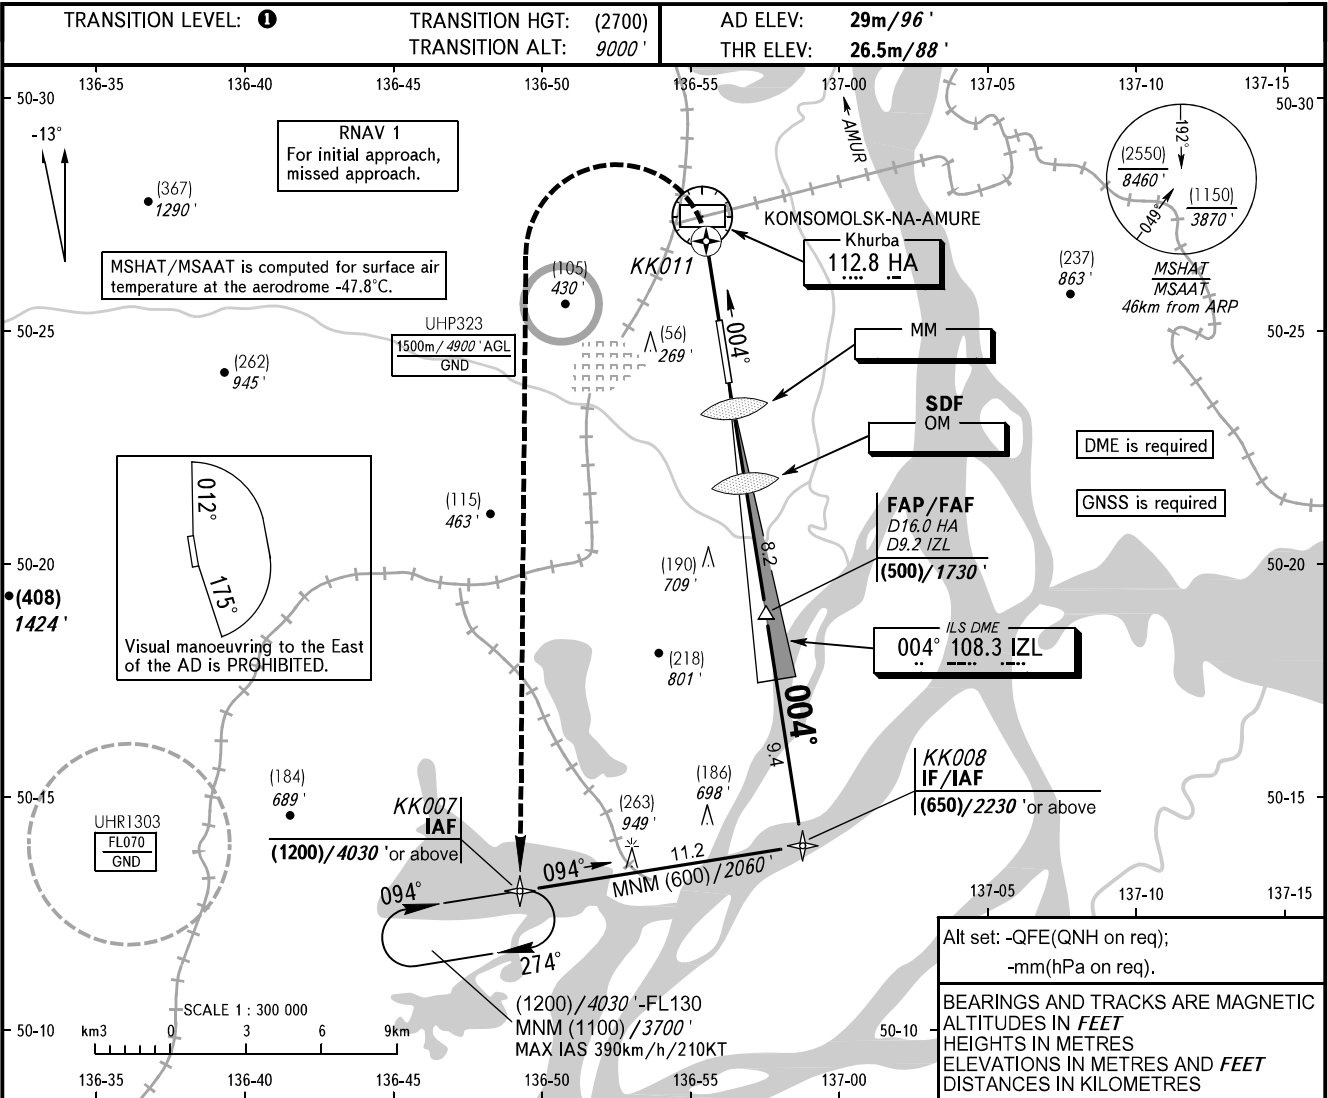 TRANSITION LEVEL: ❶
TRANSITION HGT: (2700)
TRANSITION ALT: 9000 '
AD ELEV: 29m/96 '
THR ELEV: 26.5m/88 '
136-35 136-40 136-45 136-50 136-55 137-00 137-05 137-10 137-15
50-30 50-30
-13°
RNAV 1
For initial approach,
missed approach.
AMUR
192°
(2550)
8460 '
(1150)
3870 '
049°
MSHAT
MSAAT
46km from ARP
(367)
1290 '
MSHAT/MSAAT is computed for surface air
temperature at the aerodrome -47.8°C.
KOMSOMOLSK-NA-AMURE
Khurba
112.8 HA
KK011
(105)
430 '
(237)
863 '
50-25 50-25
UHP323
1500m/4900 'AGL
GND
(56)
269 '
004°
MM
(262)
945 '
SDF
OM
DME is required
GNSS is required
012°
175°
Visual manoeuvring to the East
of the AD is PROHIBITED.
(115)
463 '
FAP/FAF
D16.0 HA
D9.2 IZL
(500)/1730 '
8.2
(190)
709 '
50-20 50-20
(408)
1424 '
ILS DME
004° 108.3 IZL
(218)
801 '
004°
9.4
KK008
IF/IAF
(650)/2230 'or above
(186)
698 '
(184)
689 '
(263)
949 '
50-15 50-15
KK007
IAF
(1200)/4030 'or above
UHR1303
FL070
GND
094°
11.2
MNM (600)/2060 '
094°
274°
137-05 137-10 137-15
(1200)/4030 '-FL130
MNM (1100)/3700 '
MAX IAS 390km/h/210KT
SCALE 1 : 300 000
km3 0 3 6 9km
50-10 50-10
Alt set: -QFE(QNH on req);
-mm(hPa on req).
BEARINGS AND TRACKS ARE MAGNETIC
ALTITUDES IN FEET
HEIGHTS IN METRES
ELEVATIONS IN METRES AND FEET
DISTANCES IN KILOMETRES
136-35 136-40 136-45 136-50 136-55 137-00